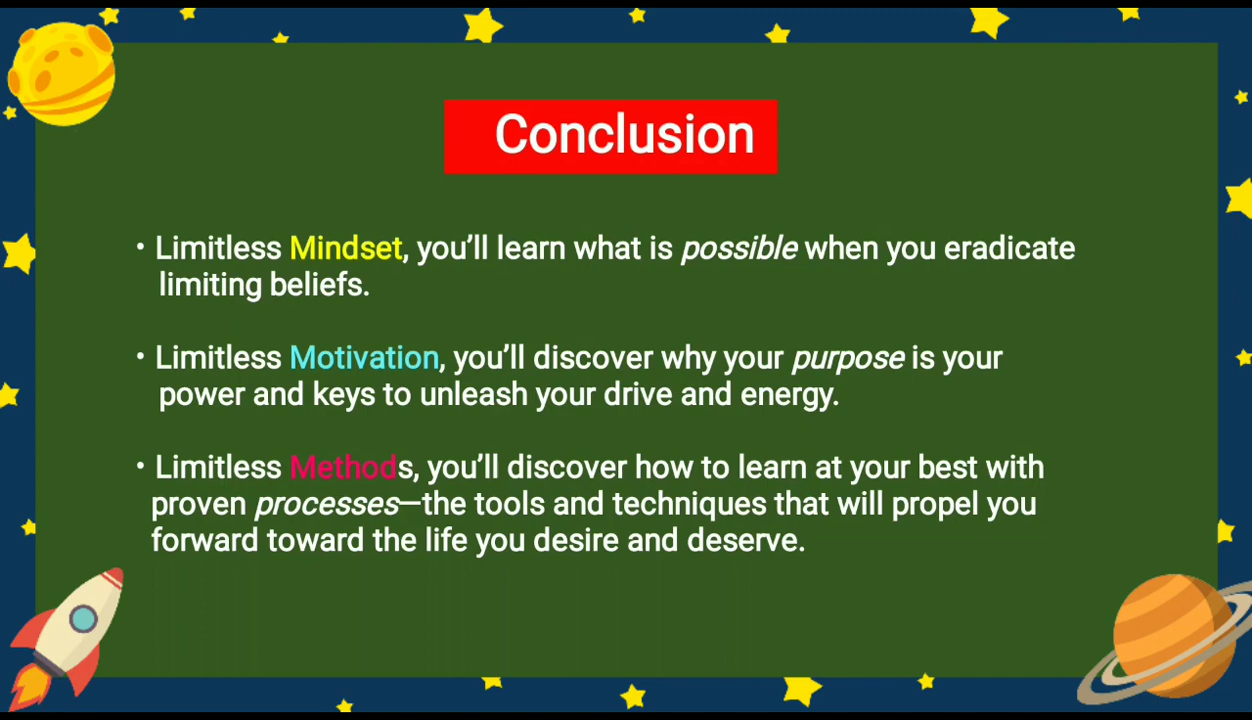 Conclusion
• Limitless Mindset, you’ll learn what is possible when you eradicate
limiting beliefs.
• Limitless Motivation, you’ll discover why your purpose is your
power and keys to unleash your drive and energy.
• Limitless Methods, you’ll discover how to learn at your best with
proven processes—the tools and techniques that will propel you
forward toward the life you desire and deserve.